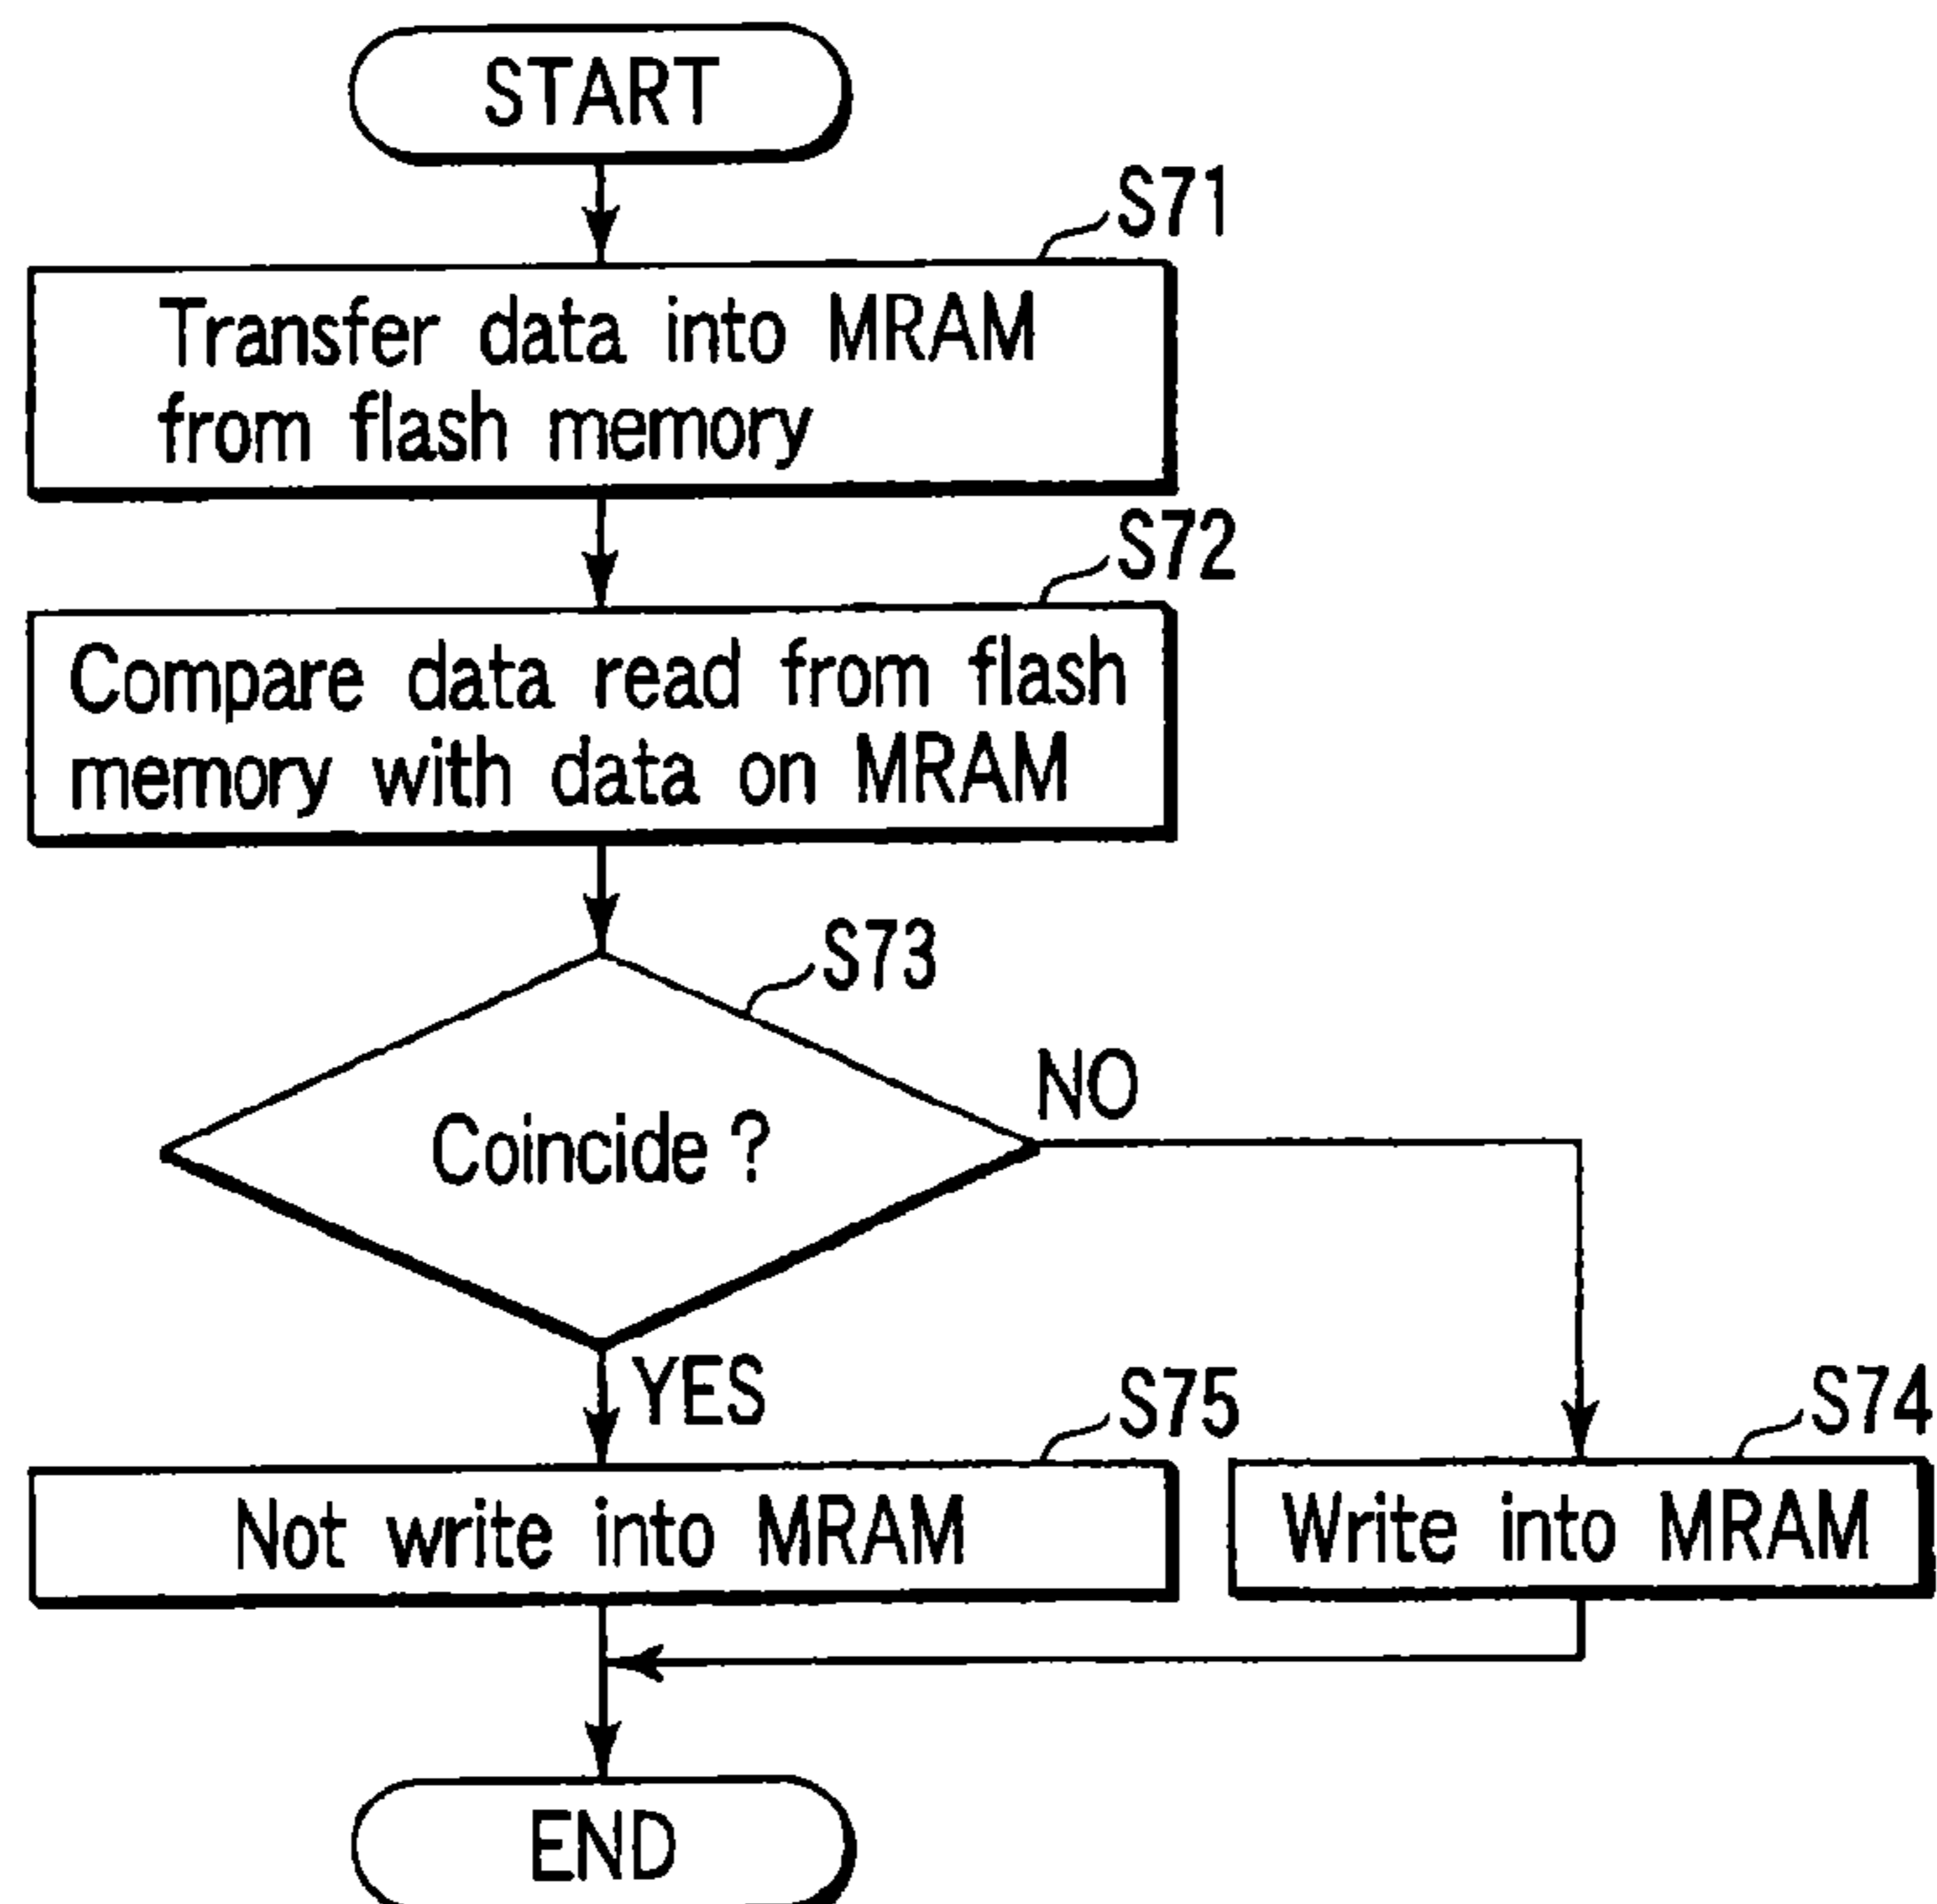 START
S71
Transfer data into MRAM
from flash memory
S72
Compare data read from flash
memory with data on MRAM
S73
Coincide ?
NO
YES
S75
Not write into MRAM
S74
Write into MRAM
END